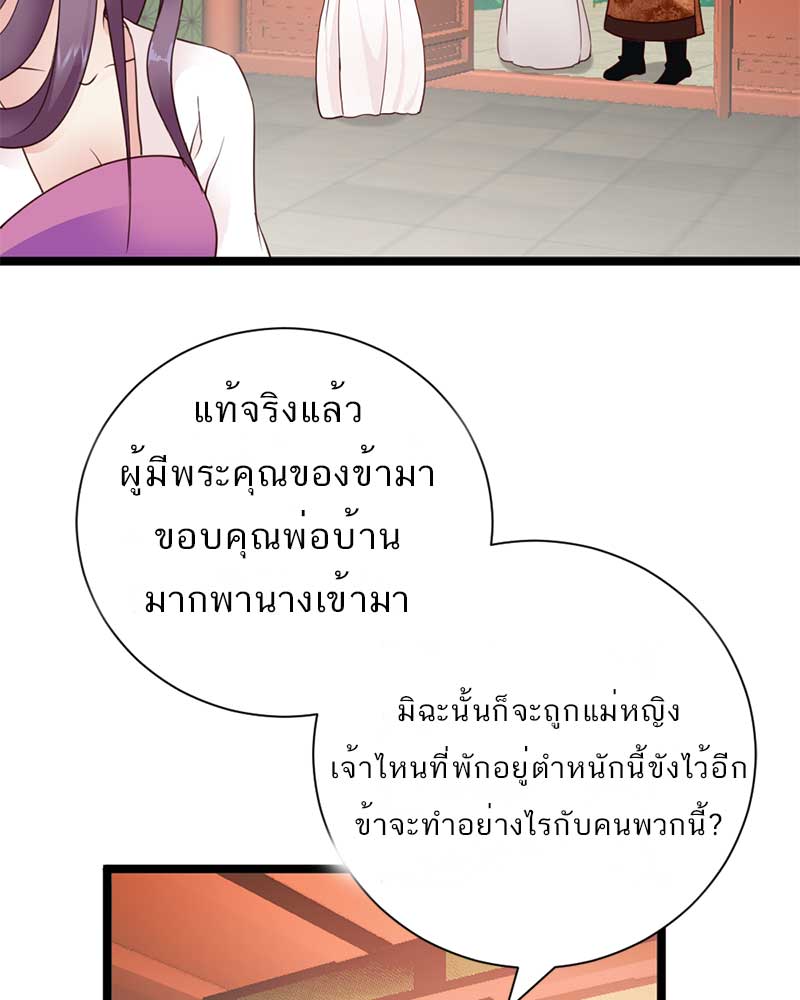 แท้จริงแล้ว
ผู้มีพระคุณของข้ามา
ขอบคุณพ่อบ้าน
มากพานางเข้ามา
มิฉะนั้นก็จะถูกแม่หญิง
เจ้าไหนที่พักอยู่ตำหนักนี้ขังไว้อีก
ข้าจะทำอย่างไรกับคนพวกนี้?